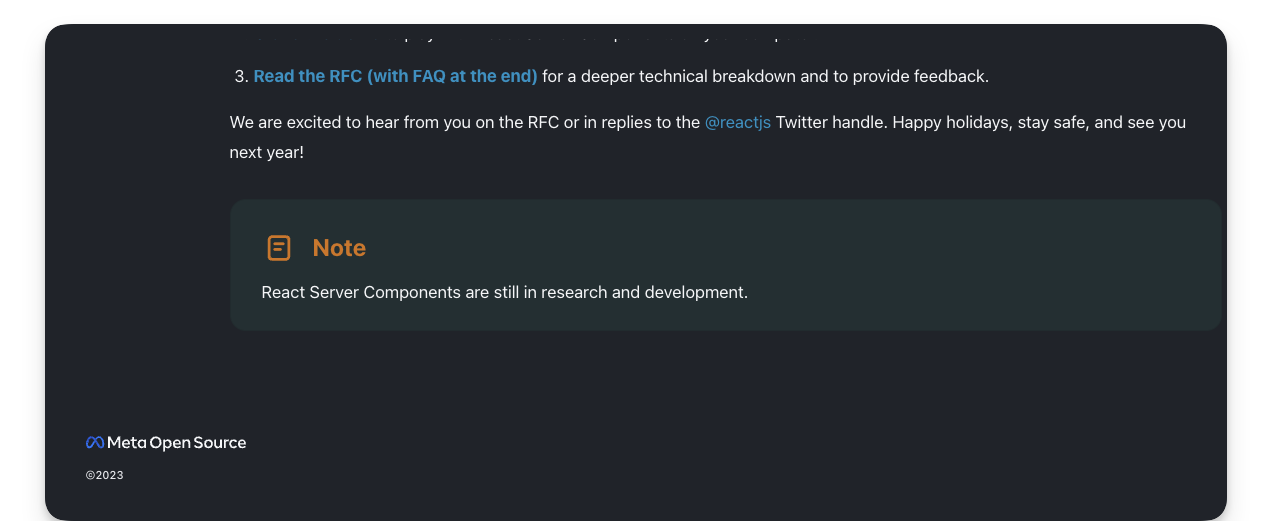 3. Read the RFC (with FAQ at the end) for a deeper technical breakdown and to provide feedback.
We are excited to hear from you on the RFC or in replies to the @reactjs Twitter handle. Happy holidays, stay safe, and see you
next year!
Note
React Server Components are still in research and development.
Meta Open Source
©2023